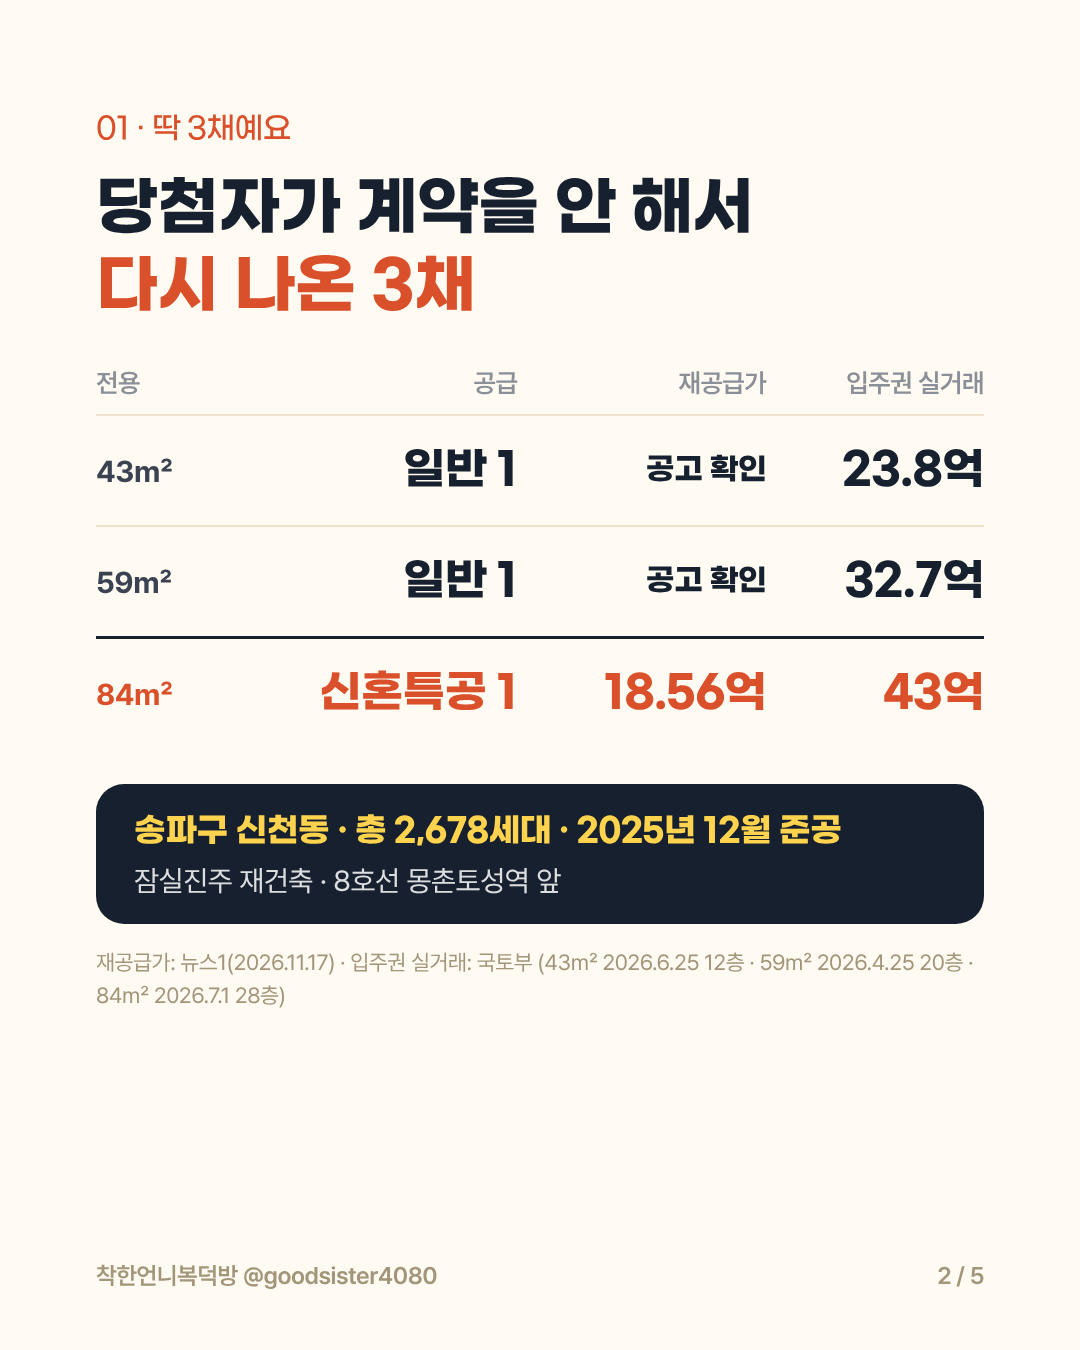 01 · 딱 3채예요
당첨자가 계약을 안 해서
다시 나온 3채
전용 공급 재공급가 입주권 실거래
43m² 일반 1 공고 확인 23.8억
59m² 일반 1 공고 확인 32.7억
84m² 신혼특공 1 18.56억 43억
송파구 신천동 · 총 2,678세대 · 2025년 12월 준공
잠실진주 재건축 · 8호선 몽촌토성역 앞
재공급가: 뉴스1(2026.11.17) · 입주권 실거래: 국토부 (43m² 2026.6.25 12층 · 59m² 2026.4.25 20층 ·
84m² 2026.7.1 28층)
착한언니복덕방 @goodsister4080 2 / 5